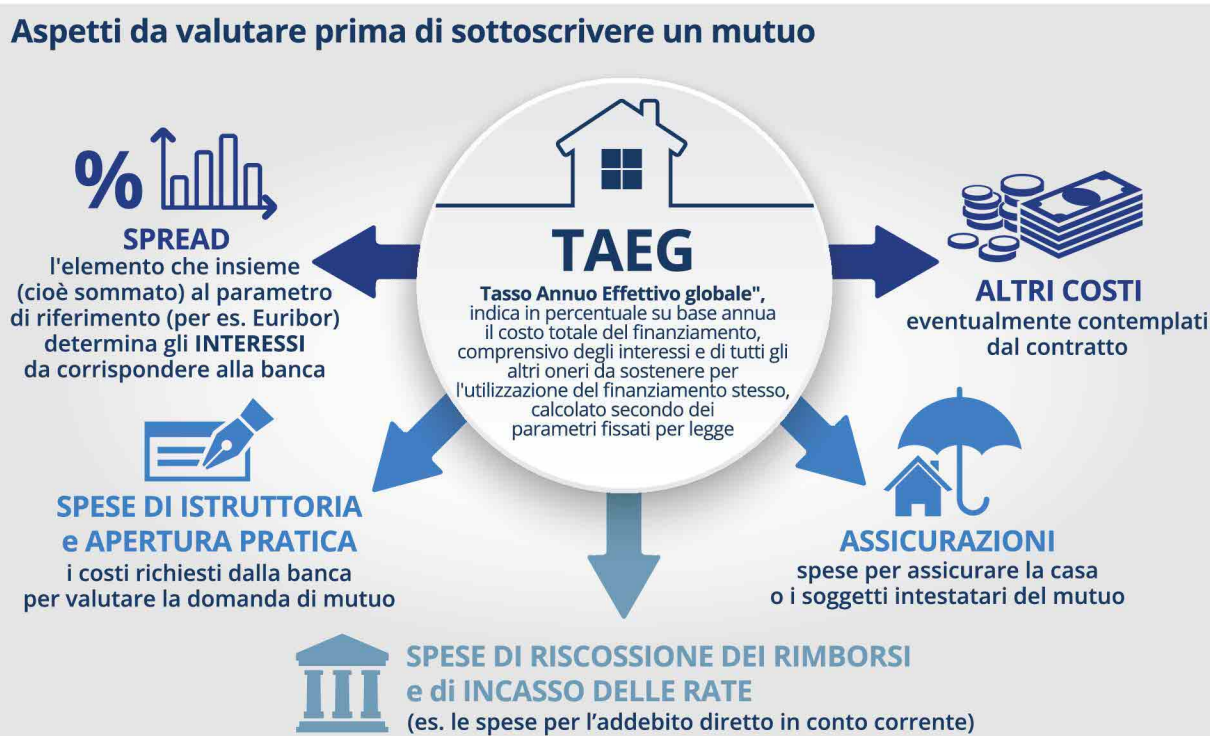 Aspetti da valutare prima di sottoscrivere un mutuo
%
SPREAD
l'elemento che insieme
(cioè sommato) al parametro
di riferimento (per es. Euribor)
determina gli INTERESSI
da corrispondere alla banca
TAEG
Tasso Annuo Effettivo globale",
indica in percentuale su base annua
il costo totale del finanziamento,
comprensivo degli interessi e di tutti gli
altri oneri da sostenere per
l'utilizzazione del finanziamento stesso,
calcolato secondo dei
parametri fissati per legge
ALTRI COSTI
eventualmente contemplati
dal contratto
SPESE DI ISTRUTTORIA
e APERTURA PRATICA
i costi richiesti dalla banca
per valutare la domanda di mutuo
ASSICURAZIONI
spese per assicurare la casa
o i soggetti intestatari del mutuo
SPESE DI RISCOSSIONE DEI RIMBORSI
e di INCASSO DELLE RATE
(es. le spese per l’addebito diretto in conto corrente)